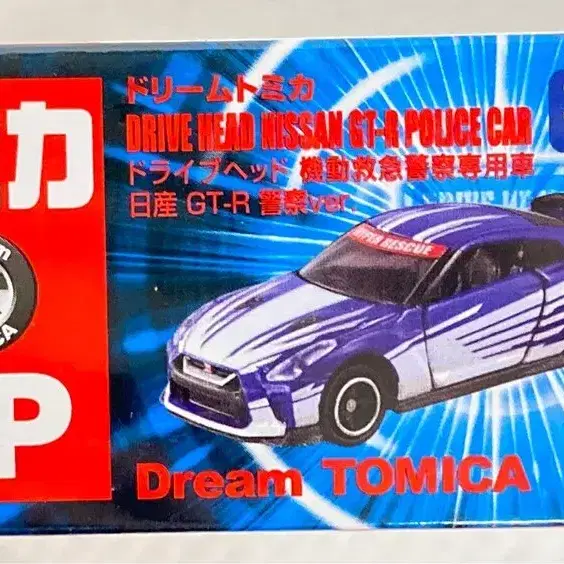 ドリームトミカ
DRIVE HEAD NISSAN GT-R POLICE CAR
ドライブヘッド 機動救急警察専用車
日産 GT-R 警察ver.
カ
SUPER RESCUE
P
Dream TOMICA